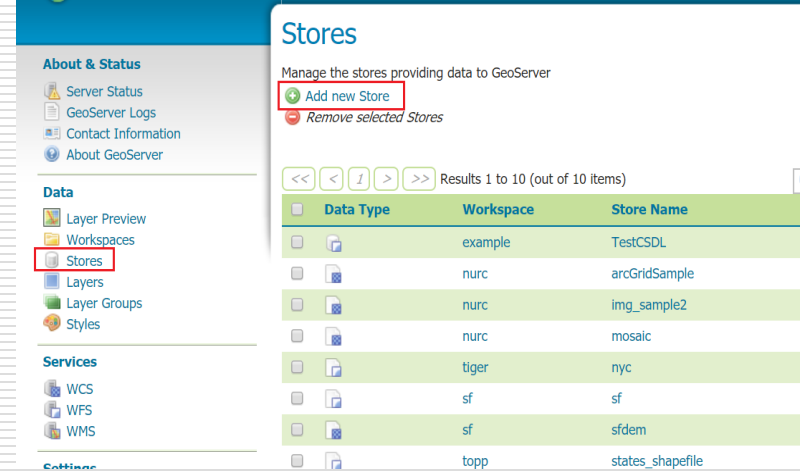 About & Status
Server Status
GeoServer Logs
Contact Information
About GeoServer
Data
Layer Preview
Workspaces
Stores
Layers
Layer Groups
Styles
Services
WCS
WFS
WMS
Settings
Stores
Manage the stores providing data to GeoServer
Add new Store
Remove selected Stores
<< < 1 > >> Results 1 to 10 (out of 10 items)
Data Type Workspace Store Name
example TestCSDL
nurc arcGridSample
nurc img_sample2
nurc mosaic
tiger nyc
sf sf
sf sfdem
topp states_shapefile